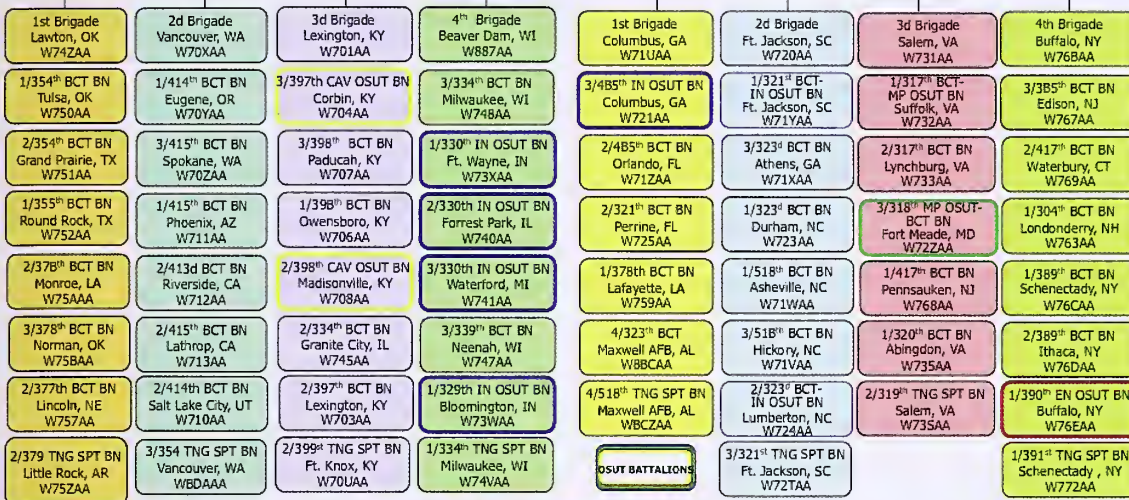 1st Brigade
Lawton, OK
W74ZAA
1/354th BCT BN
Tulsa, OK
W750AA
2/354th BCT BN
Grand Prairie, TX
W751AA
1/355th BCT BN
Round Rock, TX
W752AA
2/37Bth BCT BN
Monroe, LA
W75AAA
3/378th BCT BN
Norman, OK
W75BAA
2/377th BCT BN
Lincoln, NE
W757AA
2/379 TNG SPT BN
Little Rock, AR
W75ZAA
2d Brigade
Vancouver, WA
W70XAA
1/414th BCT BN
Eugene, OR
W70YAA
3/415th BCT BN
Spokane, WA
W70ZAA
1/415th BCT BN
Phoenix, AZ
W711AA
2/413d BCT BN
Riverside, CA
W712AA
2/415th BCT BN
Lathrop, CA
W713AA
2/414th BCT BN
Salt Lake City, UT
W710AA
3/354 TNG SPT BN
Vancouver, WA
WBDAAA
3d Brigade
Lexington, KY
W701AA
3/397th CAV OSUT BN
Corbin, KY
W704AA
3/398th BCT BN
Paducah, KY
W707AA
1/39Bth BCT BN
Owensboro, KY
W706AA
2/398th CAV OSUT BN
Madisonville, KY
W708AA
2/334th BCT BN
Granite City, IL
W745AA
2/397th BCT BN
Lexington, KY
W703AA
2/399st TNG SPT BN
Ft. Knox, KY
W70UAA
4th Brigade
Beaver Dam, WI
W887AA
3/334th BCT BN
Milwaukee, WI
W748AA
1/330th IN OSUT BN
Ft. Wayne, IN
W73XAA
2/330th IN OSUT BN
Forrest Park, IL
W740AA
3/330th IN OSUT BN
Waterford, MI
W741AA
3/339th BCT BN
Neenah, WI
W747AA
1/329th IN OSUT BN
Bloomington, IN
W73WAA
1/334th TNG SPT BN
Milwaukee, WI
W74VAA
1st Brigade
Columbus, GA
W71UAA
3/4B5th IN OSUT BN
Columbus, GA
W721AA
2/4B5th BCT BN
Orlando, FL
W71ZAA
2/321th BCT BN
Perrine, FL
W725AA
1/378th BCT BN
Lafayette, LA
W759AA
4/323th BCT
Maxwell AFB, AL
W8BCAA
4/518th TNG SPT BN
Maxwell AFB, AL
WBCZAA
OSUT BATTALIONS
2d Brigade
Ft. Jackson, SC
W720AA
1/321st BCT-
IN OSUT BN
Ft. Jackson, SC
W71YAA
3/323d BCT BN
Athens, GA
W71XAA
1/323d BCT BN
Durham, NC
W723AA
1/518th BCT BN
Asheville, NC
W71WAA
3/51Bth BCT BN
Hickory, NC
W71VAA
2/323d BCT-
IN OSUT BN
Lumberton, NC
W724AA
3/321st TNG SPT BN
Ft. Jackson, SC
W72TAA
3d Brigade
Salem, VA
W731AA
1/317th BCT-
MP OSUT BN
Suffolk, VA
W732AA
2/317th BCT BN
Lynchburg, VA
W733AA
3/318th MP OSUT-
BCT BN
Fort Meade, MD
W72ZAA
1/417th BCT BN
Pennsauken, NJ
W768AA
1/320th BCT BN
Abingdon, VA
W735AA
2/319th TNG SPT BN
Salem, VA
W73SAA
4th Brigade
Buffalo, NY
W76BAA
3/3B5th BCT BN
Edison, NJ
W767AA
2/417th BCT BN
Waterbury, CT
W769AA
1/304th BCT BN
Londonderry, NH
W763AA
1/389th BCT BN
Schenectady, NY
W76CAA
2/389th BCT BN
Ithaca, NY
W76DAA
1/390th EN OSUT BN
Buffalo, NY
W76EAA
1/391st TNG SPT BN
Schenectady , NY
W772AA